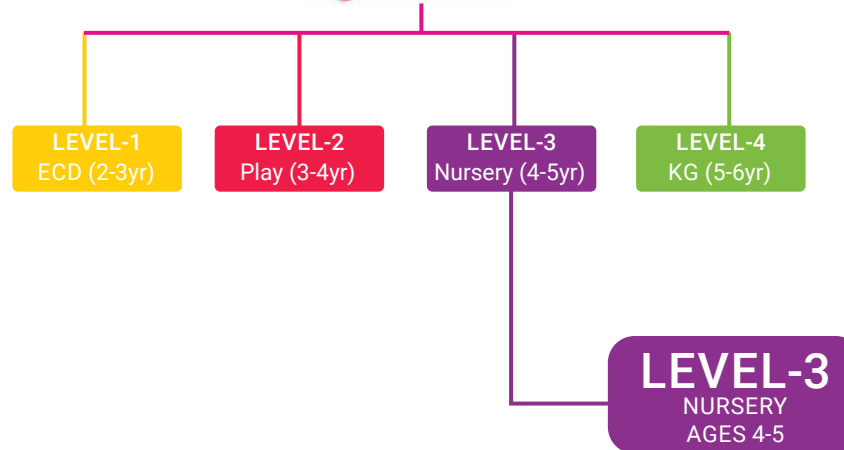 LEVEL-1
ECD (2-3yr)
LEVEL-2
Play (3-4yr)
LEVEL-3
Nursery (4-5yr)
LEVEL-4
KG (5-6yr)
LEVEL-3
NURSERY
AGES 4-5